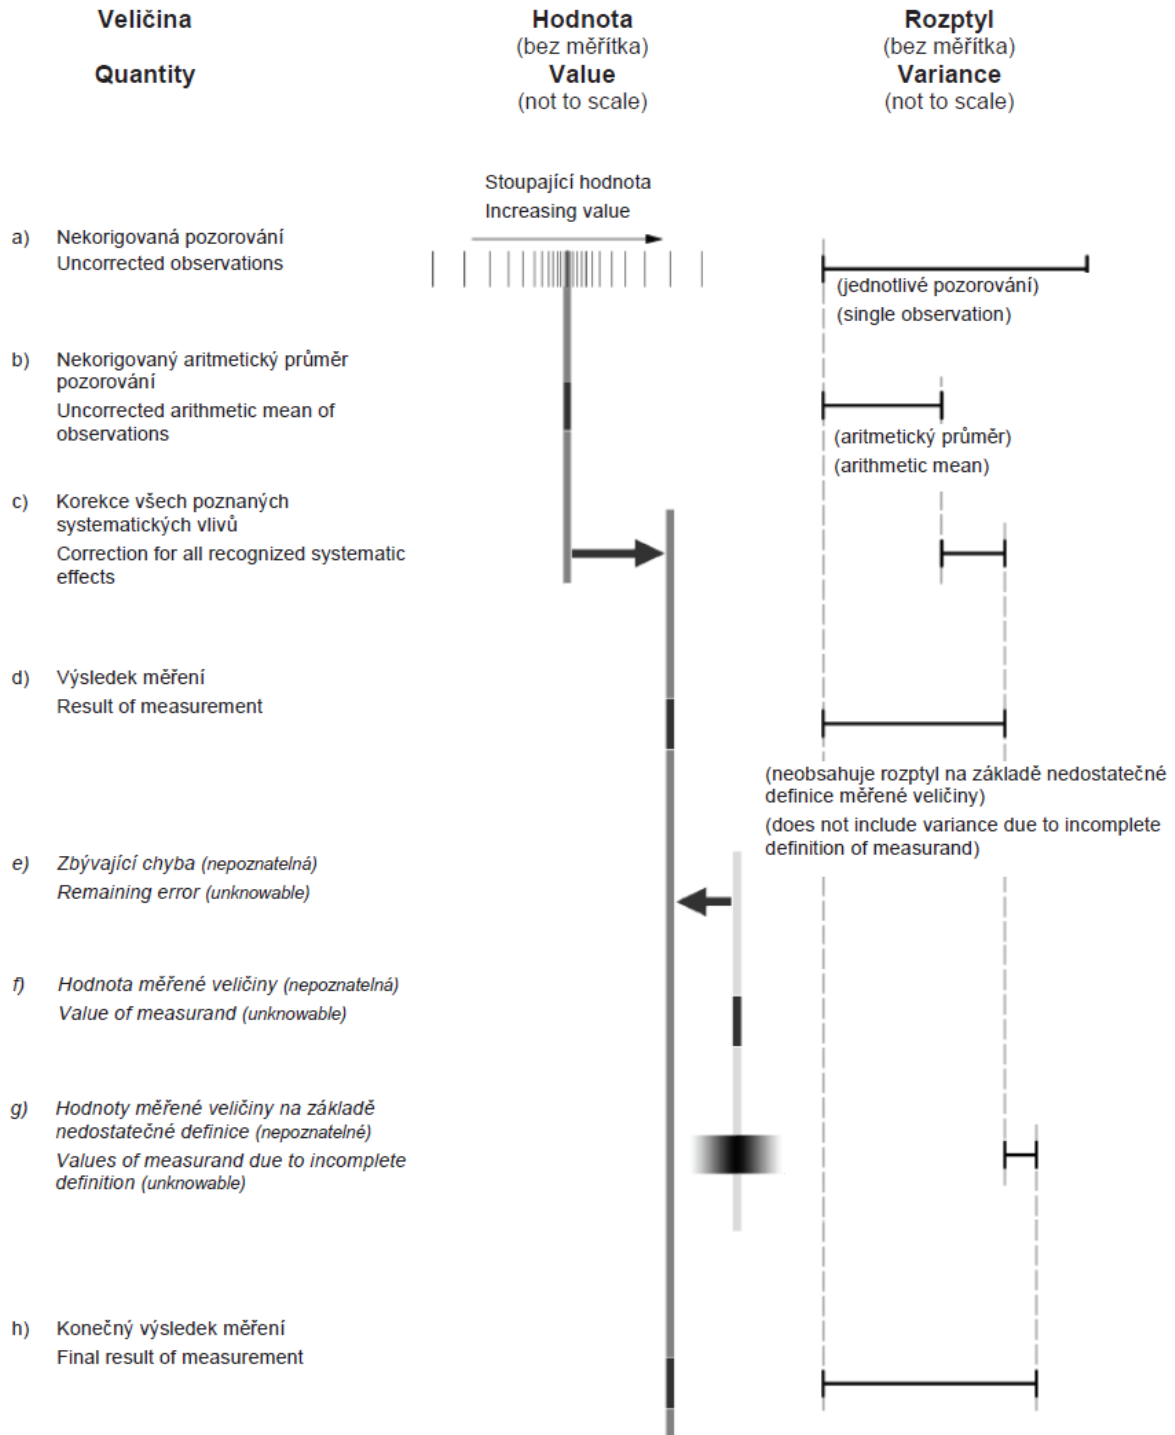 Veličina
Hodnota
Rozptyl
(bez měřítka)
(bez měřítka)
Quantity
Value
Variance
(not to scale)
(not to scale)
Stoupající hodnota
Increasing value
a) Nekorigovaná pozorování
Uncorrected observations
(jednotlivé pozorování)
(single observation)
b) Nekorigovaný aritmetický průměr
pozorování
Uncorrected arithmetic mean of
observations
(aritmetický průměr)
(arithmetic mean)
c) Korekce všech poznaných
systematických vlivů
Correction for all recognized systematic
effects
d) Výsledek měření
Result of measurement
(neobsahuje rozptyl na základě nedostatečné
definice měřené veličiny)
(does not include variance due to incomplete
definition of measurand)
e) Zbývající chyba (nepoznatelná)
Remaining error (unknowable)
f) Hodnota měřené veličiny (nepoznatelná)
Value of measurand (unknowable)
g) Hodnoty měřené veličiny na základě
nedostatečné definice (nepoznatelné)
Values of measurand due to incomplete
definition (unknowable)
h) Konečný výsledek měření
Final result of measurement